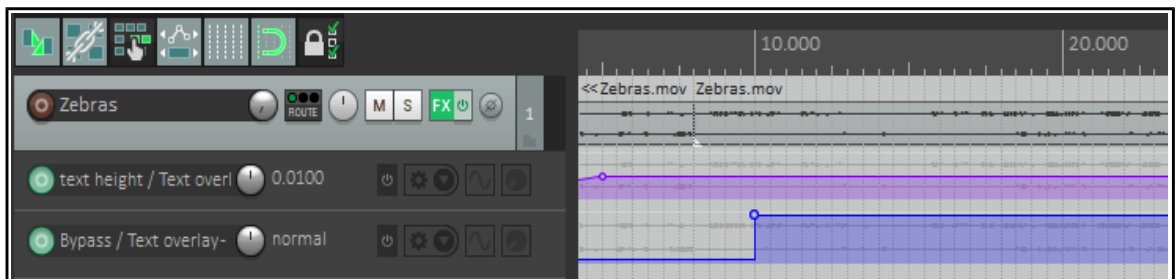 10.000 20.000
<<Zebras.mov Zebras.mov
Zebras ROUTE M S FX 1
text height / Text overl 0.0100
Bypass / Text overlay- normal